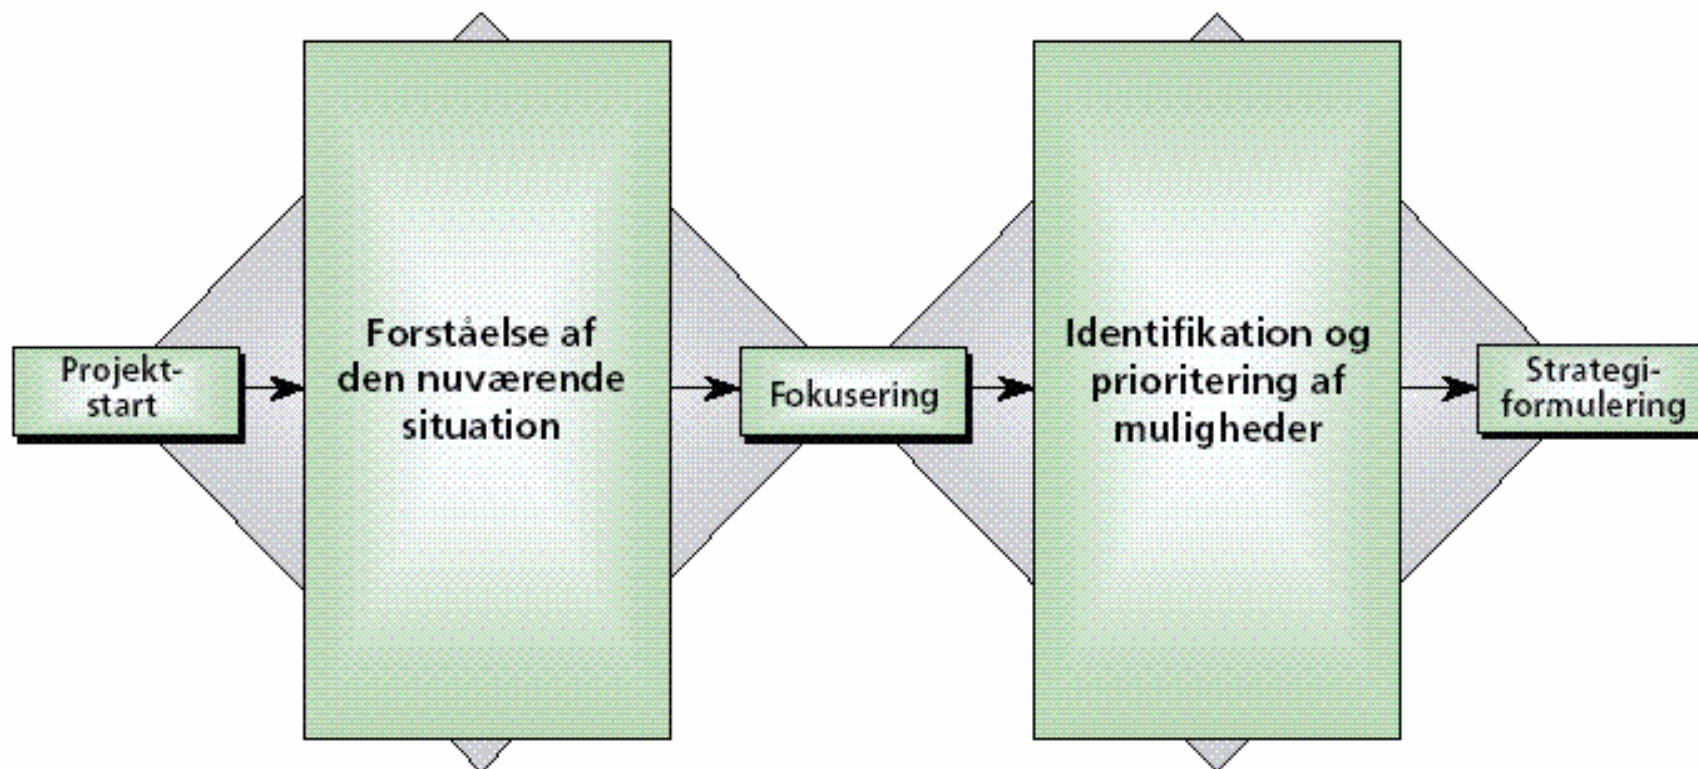 Projekt-
start
Forståelse af
den nuværende
situation
Fokusering
Identifikation og
prioritering af
muligheder
Strategi-
formulering